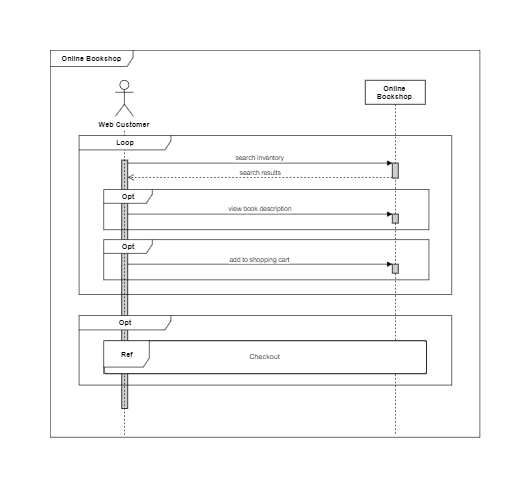 Online Bookshop
Online
Bookshop
Web Customer
Loop
search inventory
search results
Opt
view book description
Opt
add to shopping cart
Opt
Ref
Checkout